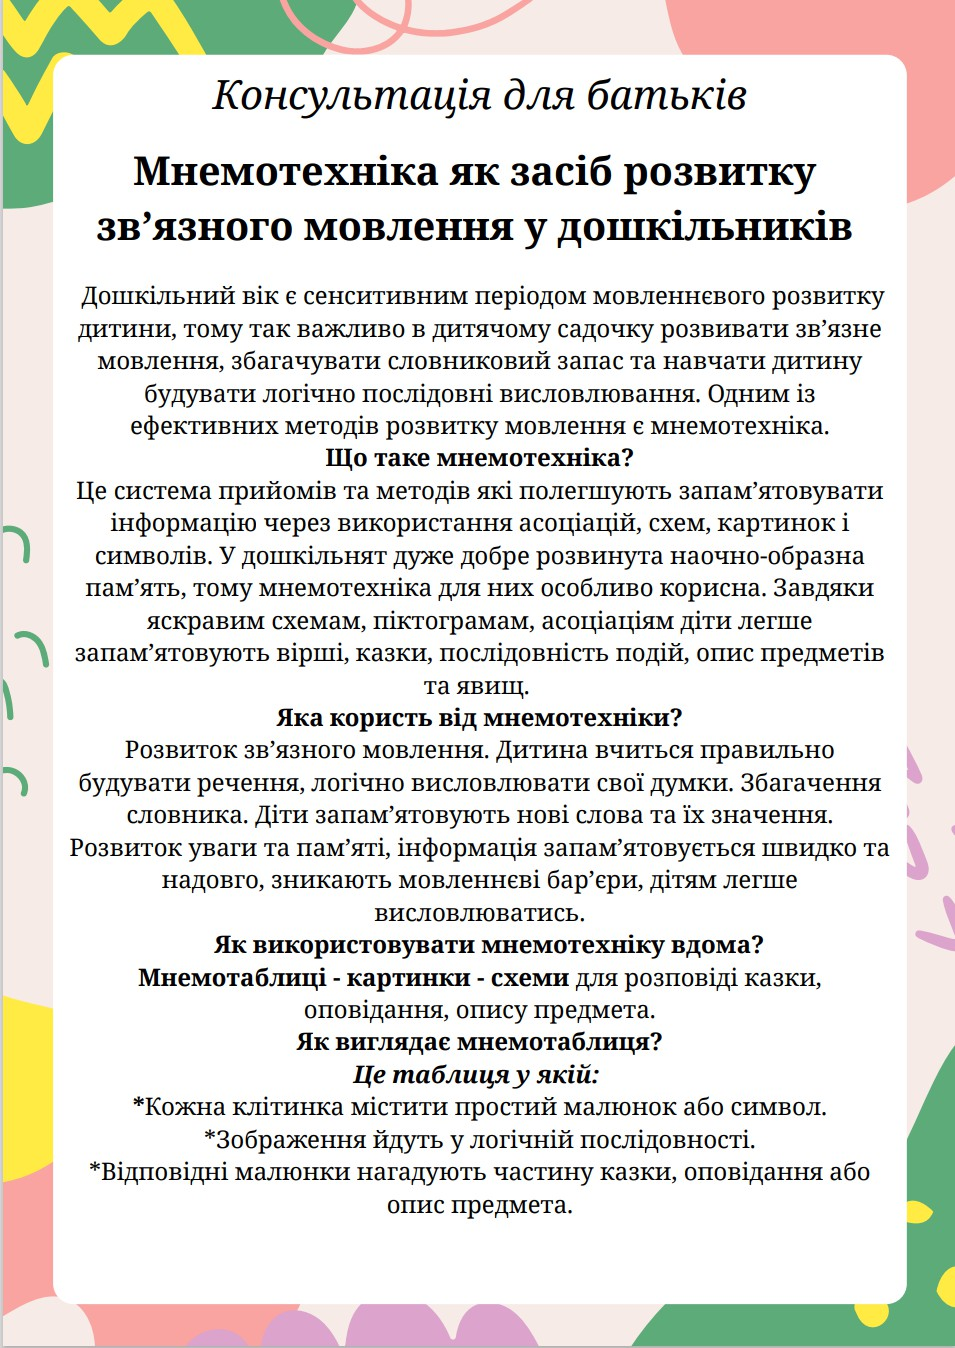 Консультація для батьків
Мнемотехніка як засіб розвитку
зв’язного мовлення у дошкільників
Дошкільний вік є сенситивним періодом мовленнєвого розвитку
дитини, тому так важливо в дитячому садочку розвивати зв’язне
мовлення, збагачувати словниковий запас та навчати дитину
будувати логічно послідовні висловлювання. Одним із
ефективних методів розвитку мовлення є мнемотехніка.
Що таке мнемотехніка?
Це система прийомів та методів які полегшують запам’ятовувати
інформацію через використання асоціацій, схем, картинок і
символів. У дошкільнят дуже добре розвинута наочно-образна
пам’ять, тому мнемотехніка для них особливо корисна. Завдяки
яскравим схемам, піктограмам, асоціаціям діти легше
запам’ятовують вірші, казки, послідовність подій, опис предметів
та явищ.
Яка користь від мнемотехніки?
Розвиток зв’язного мовлення. Дитина вчиться правильно
будувати речення, логічно висловлювати свої думки. Збагачення
словника. Діти запам’ятовують нові слова та їх значення.
Розвиток уваги та пам’яті, інформація запам’ятовується швидко та
надовго, зникають мовленнєві бар’єри, дітям легше
висловлюватись.
Як використовувати мнемотехніку вдома?
Мнемотаблиці - картинки - схеми для розповіді казки,
оповідання, опису предмета.
Як виглядає мнемотаблиця?
Це таблиця у якій:
*Кожна клітинка містити простий малюнок або символ.
*Зображення йдуть у логічній послідовності.
*Відповідні малюнки нагадують частину казки, оповідання або
опис предмета.